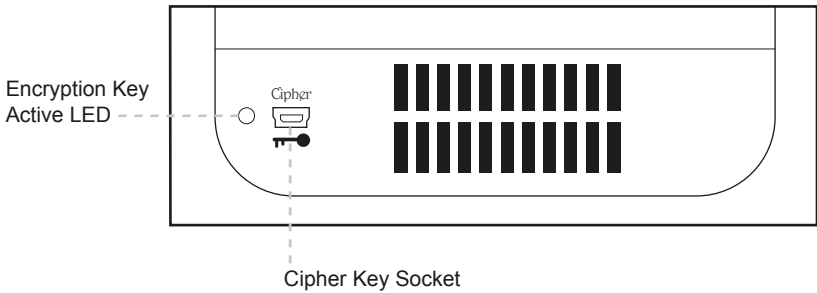 Encryption Key
Active LED
Cipher
Cipher Key Socket